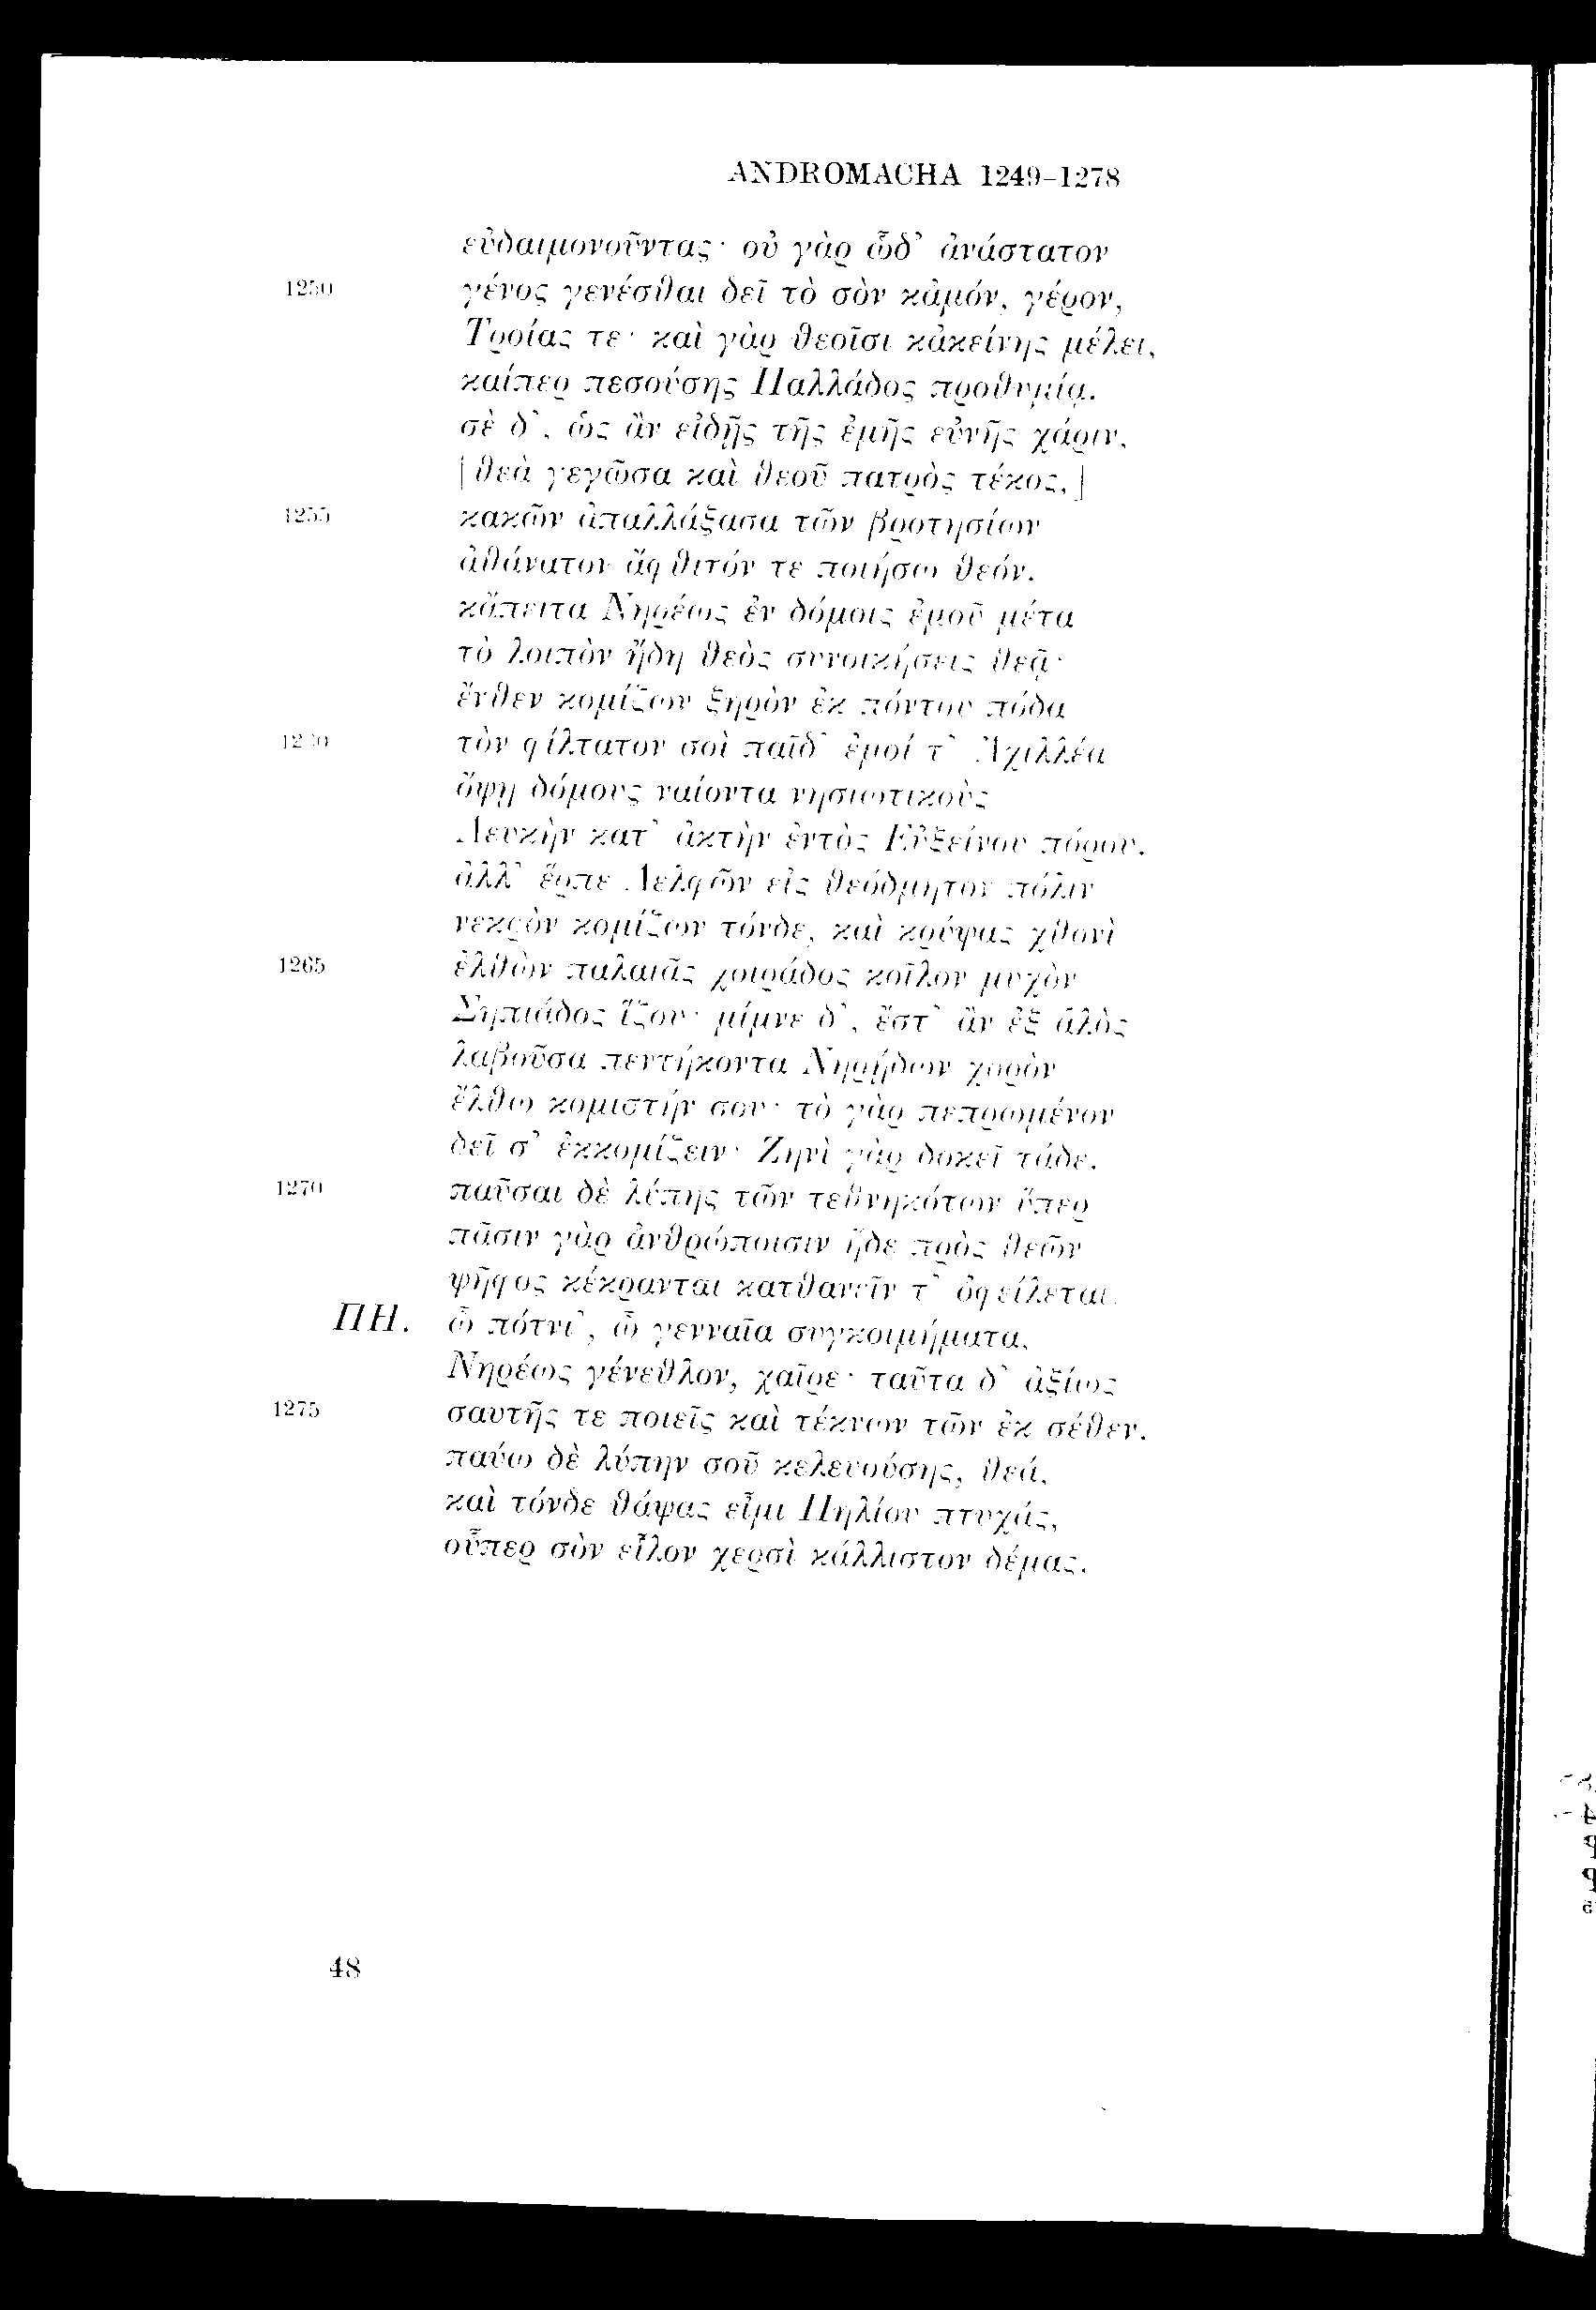 ANDROMACHA 1249–1278
εὐδαιμονοῦντας· οὐ γὰρ ὧδ᾽ ἀνάστατον
1250 γένος γενέσθαι δεῖ τὸ σὸν κἀμόν, γέρον,
Τροίας τε· καὶ γὰρ θεοῖσι κἀκείνης μέλει,
καίπερ πεσούσης Παλλάδος προθυμίᾳ.
σὲ δ᾽, ὡς ἂν εἰδῇς τῆς ἐμῆς εὐνῆς χάριν,
[θεὰ γεγῶσα καὶ θεοῦ πατρὸς τέκος,]
1255 κακῶν ἀπαλλάξασα τῶν βροτησίων
ἀθάνατον ἄφθιτόν τε ποιήσω θεόν.
κἄπειτα Νηρέως ἐν δόμοις ἐμοῦ μέτα
τὸ λοιπὸν ἤδη θεὸς συνοικήσεις θεᾷ·
ἔνθεν κομίζων ξηρὸν ἐκ πόντου πόδα
1260 τὸν φίλτατον σοὶ παῖδ᾽ ἐμοί τ᾽ Ἀχιλλέα
ὄψῃ δόμους ναίοντα νησιωτικοὺς
Λευκὴν κατ᾽ ἀκτὴν ἐντὸς Εὐξείνου πόρου.
ἀλλ᾽ ἕρπε Δελφῶν εἰς θεόδμητον πόλιν
νεκρὸν κομίζων τόνδε, καὶ κρύψας χθονὶ
1265 ἐλθὼν παλαιᾶς χοιράδος κοῖλον μυχὸν
Σηπιάδος ἵζου· μίμνε δ᾽, ἔστ᾽ ἂν ἐξ ἁλὸς
λαβοῦσα πεντήκοντα Νηρῄδων χορὸν
ἔλθω κομιστήν σου· τὸ γὰρ πεπρωμένον
δεῖ σ᾽ ἐκκομίζειν· Ζηνὶ γὰρ δοκεῖ τάδε.
1270 παῦσαι δὲ λύπης τῶν τεθνηκότων ὕπερ
πᾶσιν γὰρ ἀνθρώποισιν ἥδε πρὸς θεῶν
ψῆφος κέκρανται κατθανεῖν τ᾽ ὀφείλεται.
ΠΗ. ὦ πότνι᾽, ὦ γενναῖα συγκοιμήματα,
Νηρέως γένεθλον, χαῖρε· ταῦτα δ᾽ ἀξίως
1275 σαυτῆς τε ποιεῖς καὶ τέκνων τῶν ἐκ σέθεν.
παύω δὲ λύπην σοῦ κελευούσης, θεά,
καὶ τόνδε θάψας εἶμι Πηλίου πτυχάς,
οὗπερ σὸν εἷλον χερσὶ κάλλιστον δέμας.
48